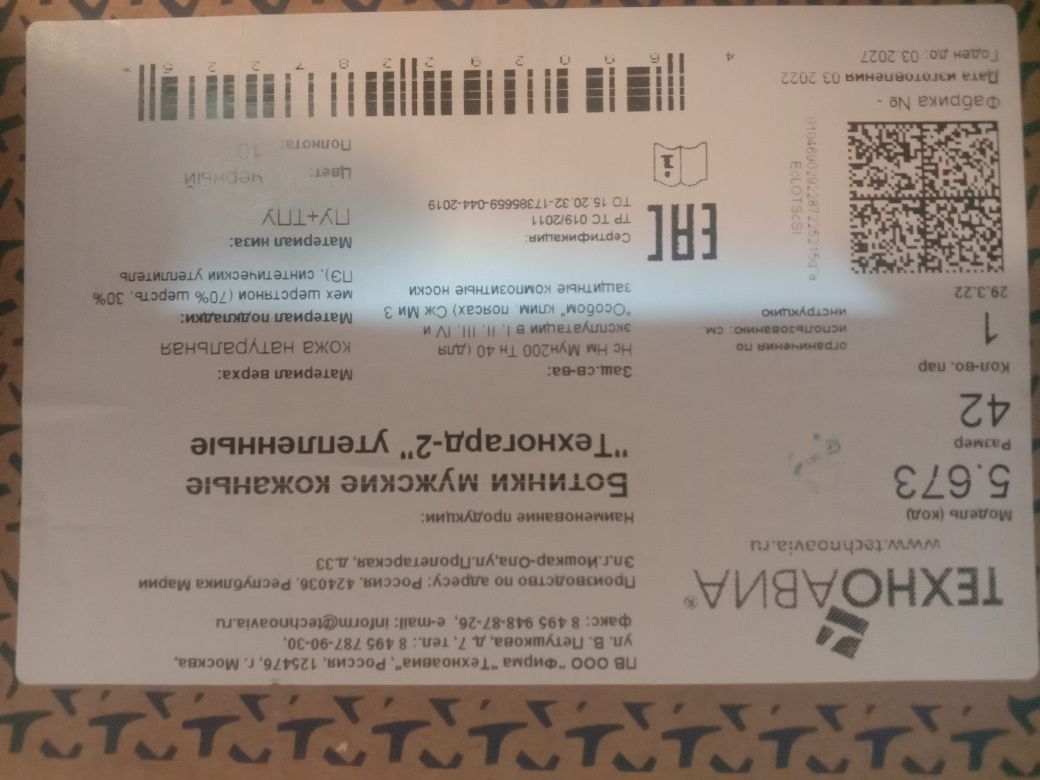 ТЕХНОАВИА®
www.technoavia.ru
ПВ ООО "Фирма "Техноавиа", Россия, 125476, г. Москва,
ул. В. Петушкова, д. 7, тел.: 8 495 787-90-30,
факс: 8 495 948-87-26, e-mail: inform@technoavia.ru
Производство по адресу: Россия, 424036, Республика Марий
Эл,г.Йошкар-Ола,ул.Пролетарская, д.33
Модель (код)
5.673
Размер
42
Кол-во, пар
1
29.3.22
Наименование продукции:
Ботинки мужские кожаные
"Техногард-2" утепленные
ограничения по
использованию: см.
инструкцию
Защ.св-ва:
Нс Нм Мун200 Тн 40 (для
эксплуатации в I, II, III, IV и
"Особом" клим. поясах) Сж Ми З
защитные композитные носки
Материал верха:
кожа натуральная
Материал подкладки:
мех шерстяной (70% шерсть, 30%
ПЭ), синтетический утеплитель
Материал низа:
ПУ+ТПУ
Цвет: черный
Полнота: 10
Сертификация:
ТР ТС 019/2011
ТО 15.20.32-17385659-044-2019
EAC
i
Фабрика № -
Дата изготовления 03.2022
Годен до: 03.2027
4 690292 287225